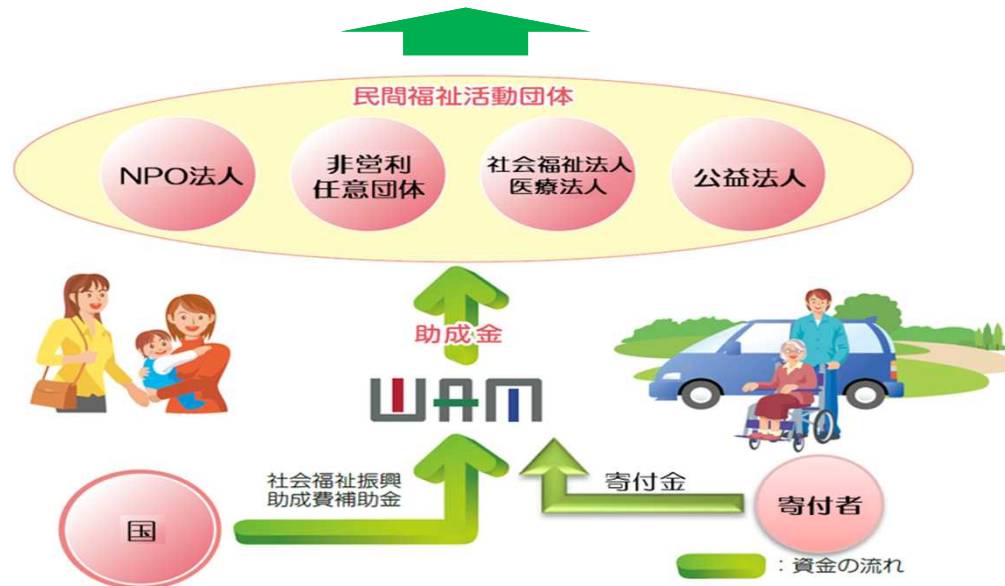 民間福祉活動団体
NPO法人
非営利
任意団体
社会福祉法人
医療法人
公益法人
助成金
WAM
社会福祉振興
助成費補助金
寄付金
国
寄付者
：資金の流れ